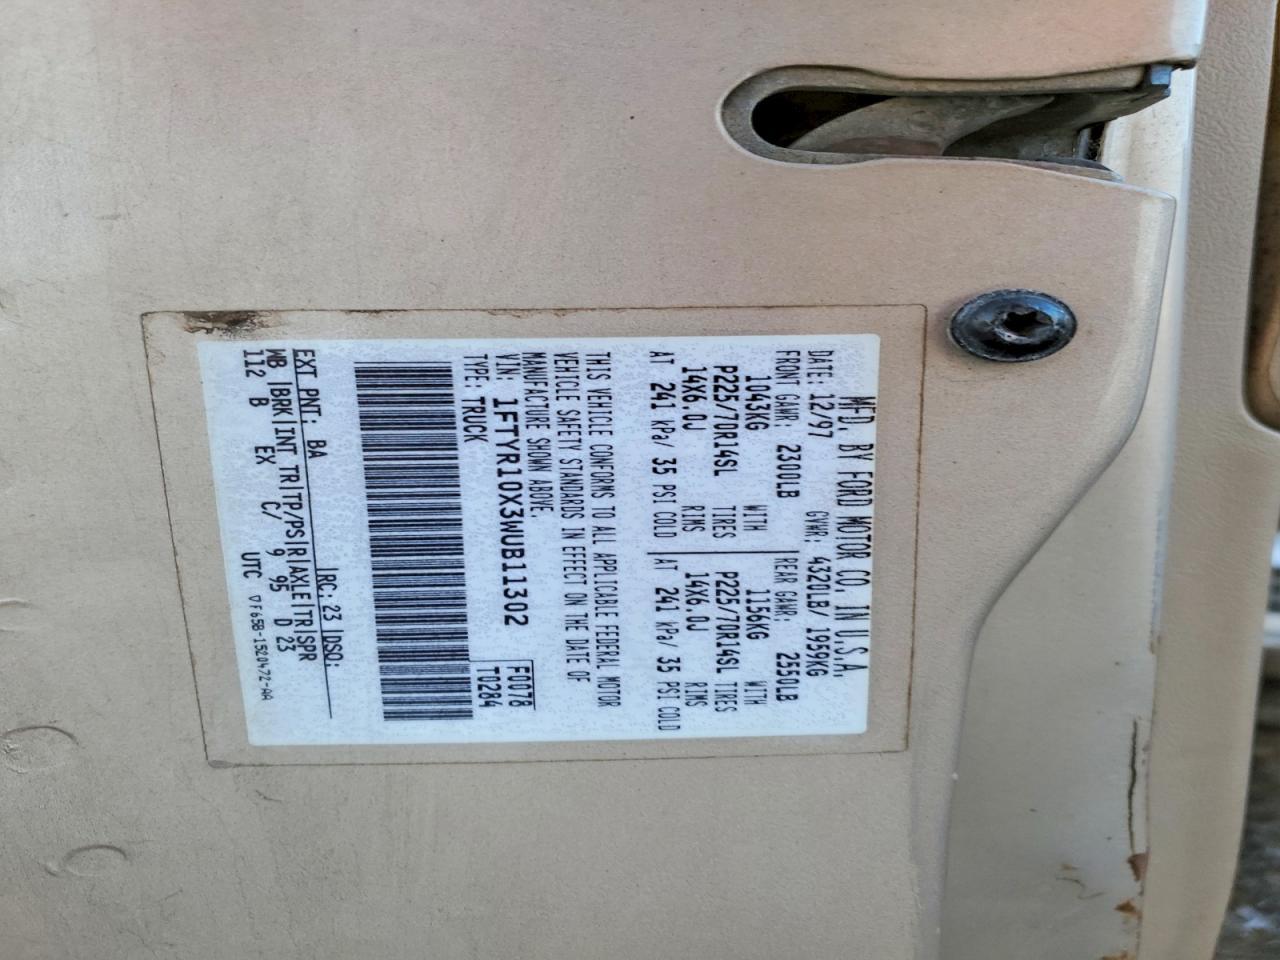 MFD. BY FORD MOTOR CO. IN U.S.A.
DATE: 12/97 GVWR: 4320LB/ 1959KG
FRONT GAWR: 2300LB REAR GAWR: 2550LB
1043KG WITH 1156KG WITH
P225/70R14SL TIRES P225/70R14SL TIRES
14X6.0J RIMS 14X6.0J RIMS
AT 241 kPa/ 35 PSI COLD AT 241 kPa/ 35 PSI COLD
THIS VEHICLE CONFORMS TO ALL APPLICABLE FEDERAL MOTOR
VEHICLE SAFETY STANDARDS IN EFFECT ON THE DATE OF
MANUFACTURE SHOWN ABOVE.
VIN: 1FTYR10X3WUB11302 F0078
TYPE: TRUCK T0284
EXT PNT: BA RC: 23 DSO:
WB BRK INT TR TP/PS R AXLE TR SPR
112 B EX C/ 9 95 D 23
UTC F65B-1520472-AA